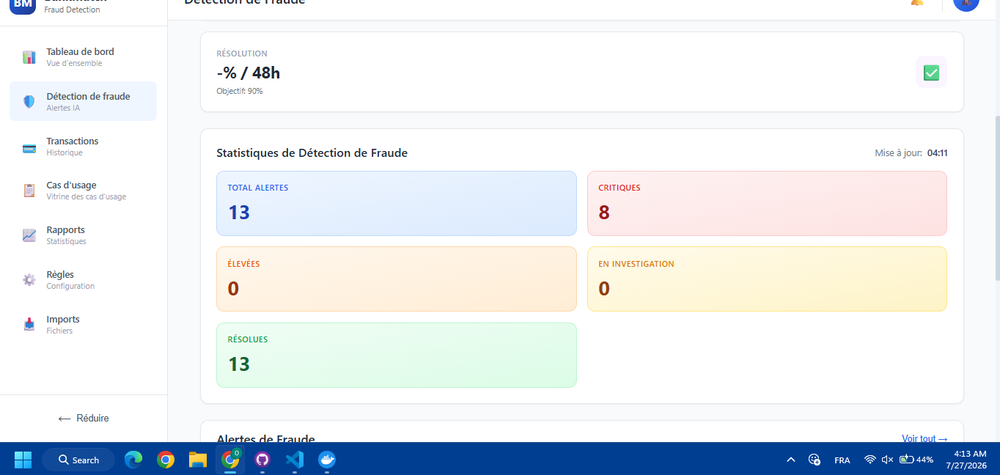 BM
Fraud Detection
Détection de Fraude
Tableau de bord
Vue d'ensemble
Détection de fraude
Alertes IA
Transactions
Historique
Cas d'usage
Vitrine des cas d'usage
Rapports
Statistiques
Règles
Configuration
Imports
Fichiers
← Réduire
RÉSOLUTION
-% / 48h
Objectif: 90%
Statistiques de Détection de Fraude
Mise à jour: 04:11
TOTAL ALERTES
13
CRITIQUES
8
ÉLEVÉES
0
EN INVESTIGATION
0
RÉSOLUES
13
Alertes de Fraude
Voir tout →
Search
0
FRA
44%
4:13 AM
7/27/2026